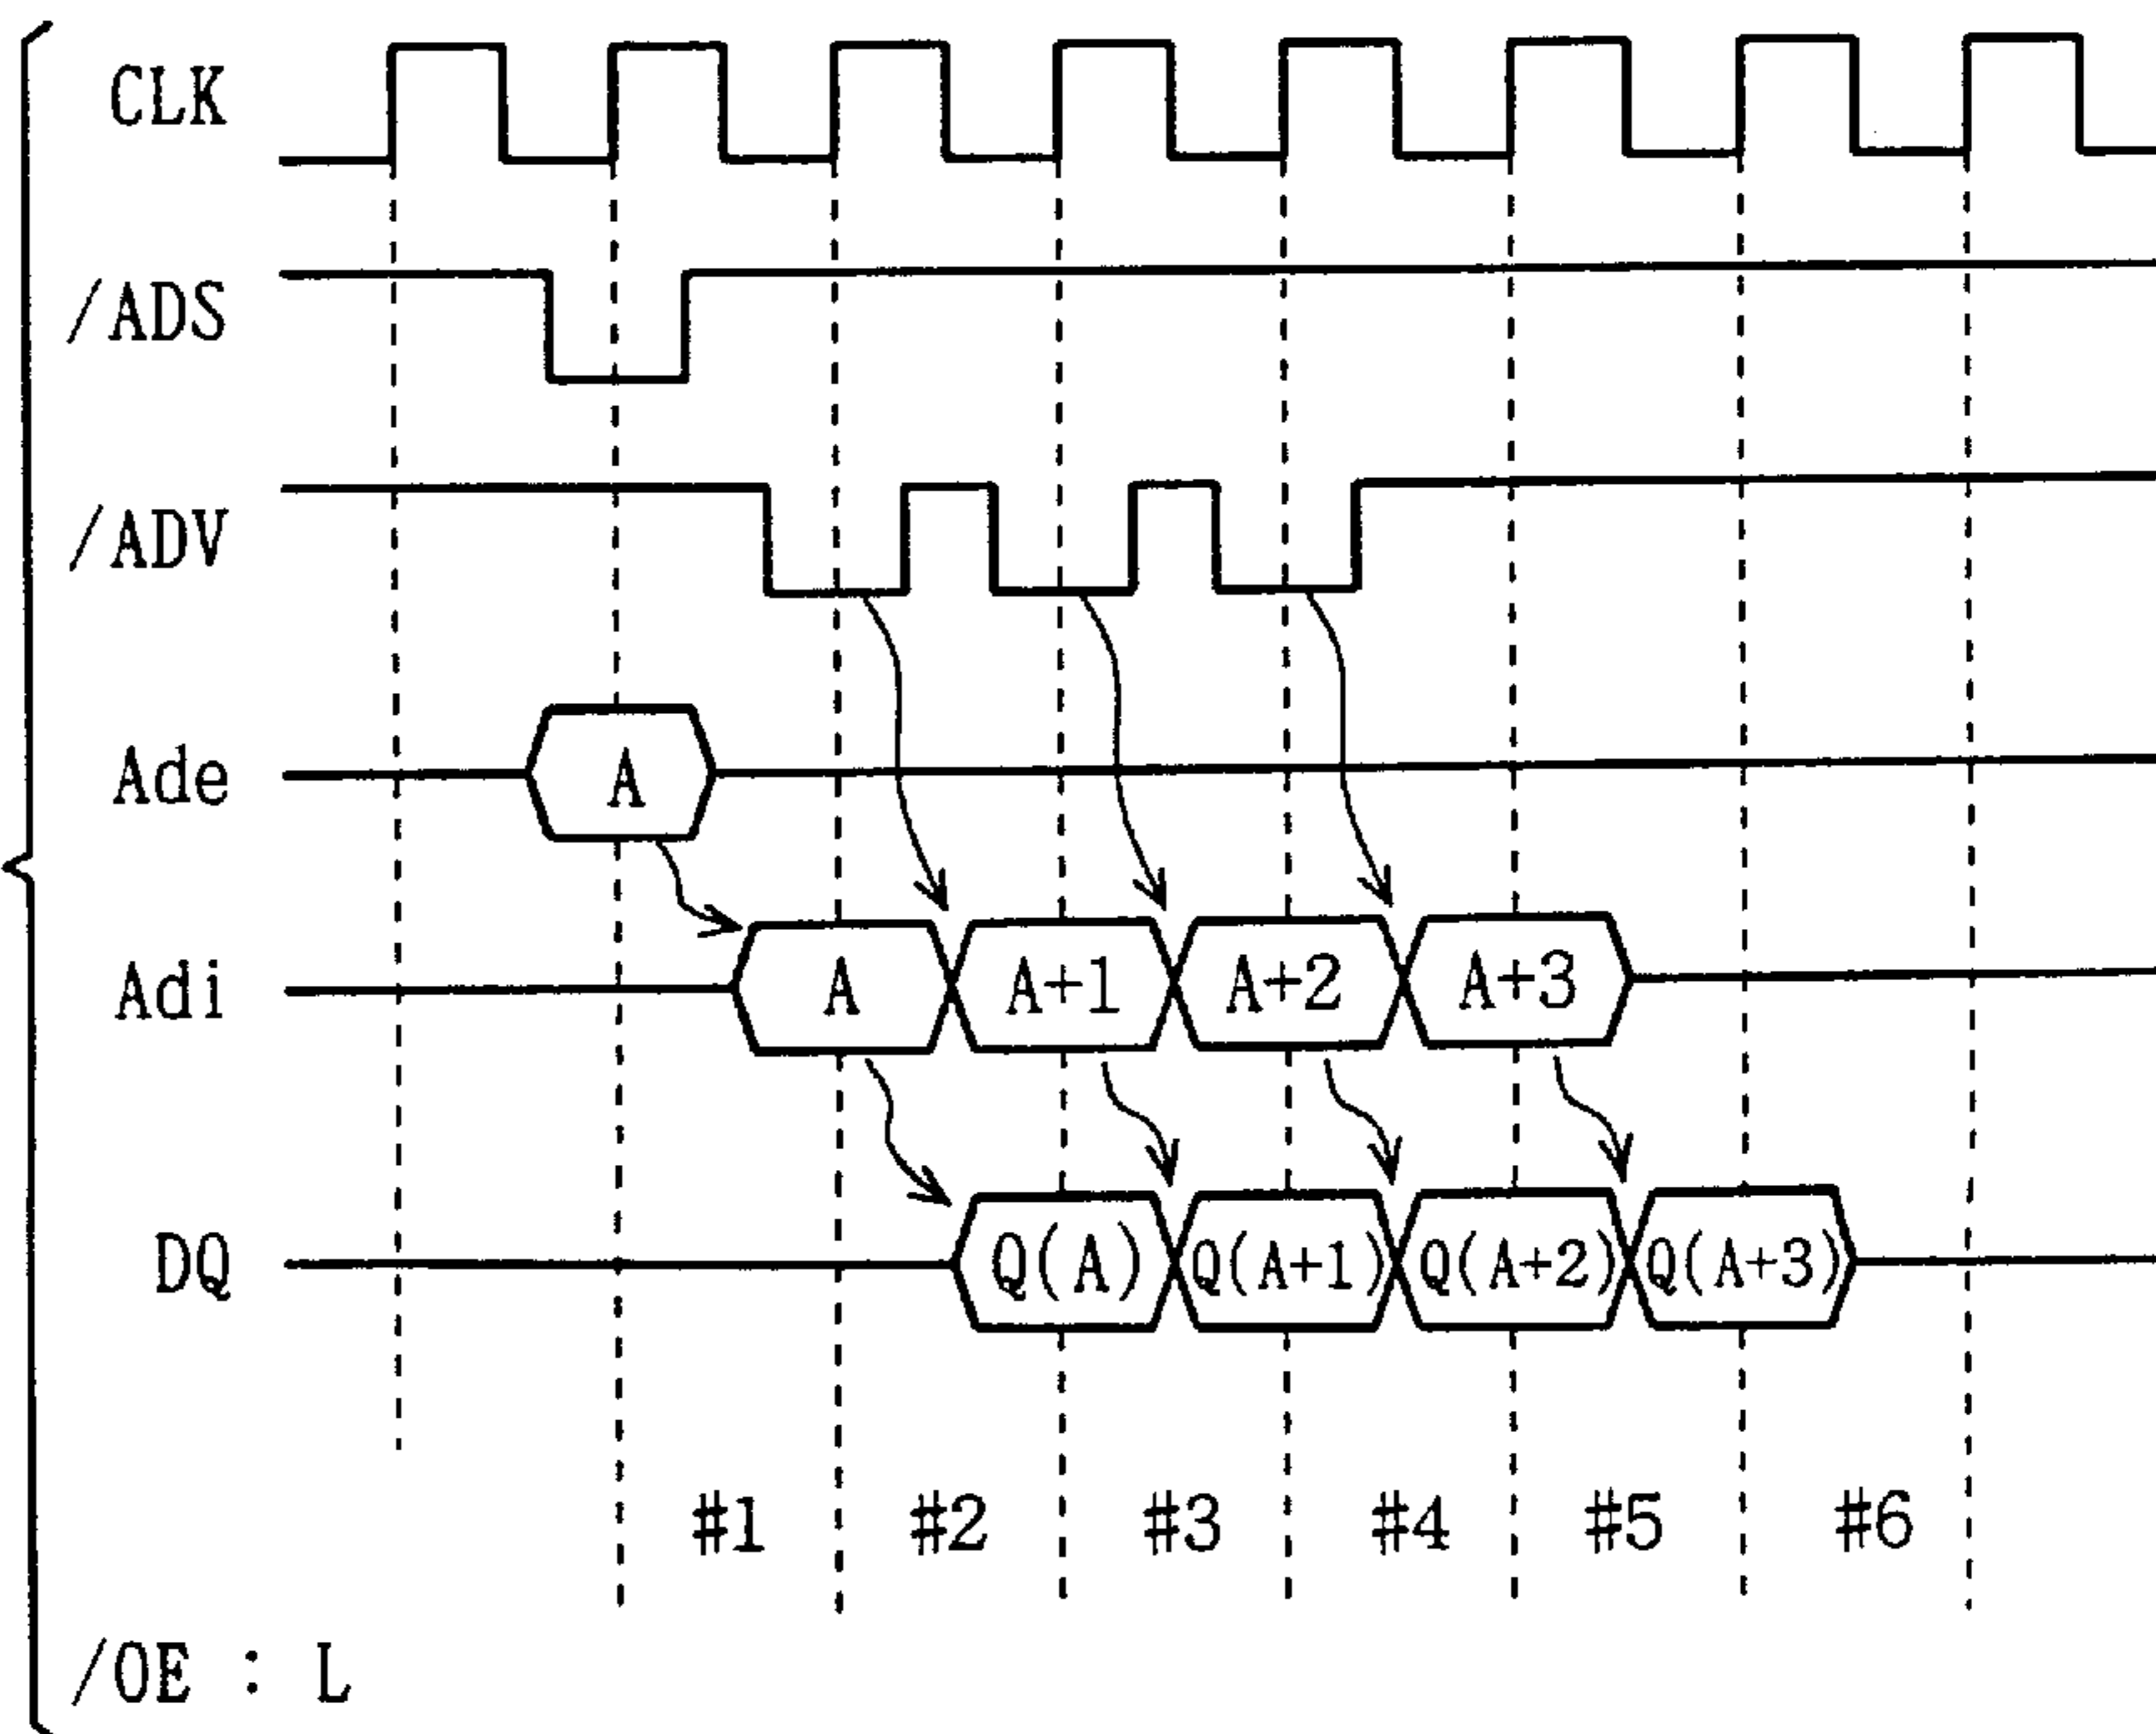 CLK
/ADS
/ADV
Ade A
Adi A A+1 A+2 A+3
DQ Q(A) Q(A+1) Q(A+2) Q(A+3)
#1 #2 #3 #4 #5 #6
/OE : L